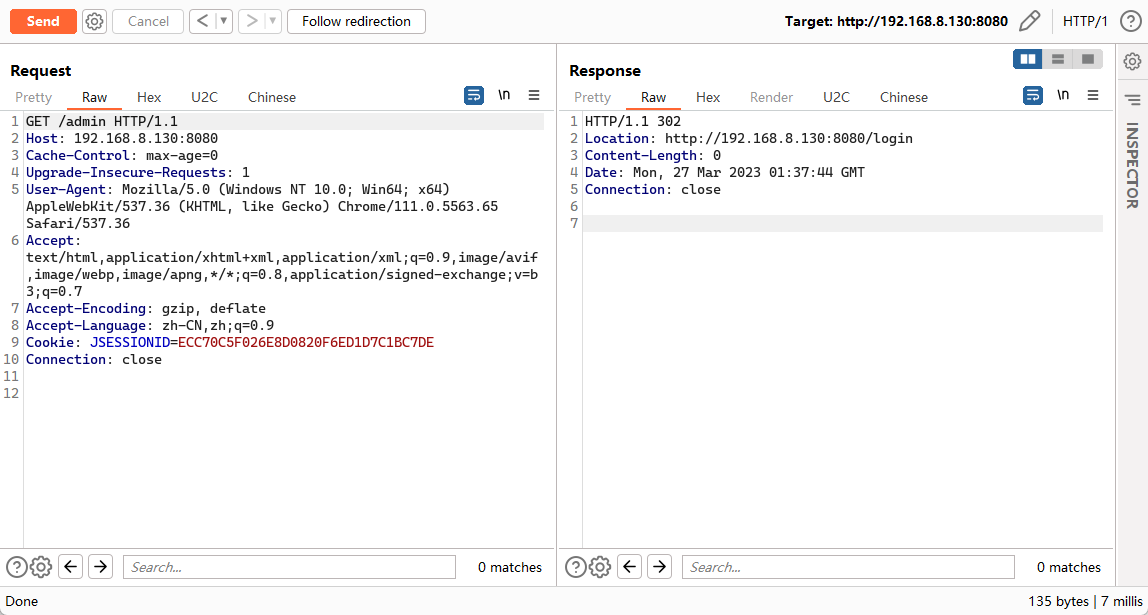 Send Cancel < ▼ > ▼ Follow redirection Target: http://192.168.8.130:8080 HTTP/1 ?
Request
Pretty Raw Hex U2C Chinese \n
1 GET /admin HTTP/1.1
2 Host: 192.168.8.130:8080
3 Cache-Control: max-age=0
4 Upgrade-Insecure-Requests: 1
5 User-Agent: Mozilla/5.0 (Windows NT 10.0; Win64; x64)
AppleWebKit/537.36 (KHTML, like Gecko) Chrome/111.0.5563.65
Safari/537.36
6 Accept:
text/html,application/xhtml+xml,application/xml;q=0.9,image/avif
,image/webp,image/apng,*/*;q=0.8,application/signed-exchange;v=b
3;q=0.7
7 Accept-Encoding: gzip, deflate
8 Accept-Language: zh-CN,zh;q=0.9
9 Cookie: JSESSIONID=ECC70C5F026E8D0820F6ED1D7C1BC7DE
10 Connection: close
11
12
? Search... 0 matches
Response
Pretty Raw Hex Render U2C Chinese \n
1 HTTP/1.1 302
2 Location: http://192.168.8.130:8080/login
3 Content-Length: 0
4 Date: Mon, 27 Mar 2023 01:37:44 GMT
5 Connection: close
6
7
? Search... 0 matches
INSPECTOR
Done 135 bytes | 7 millis